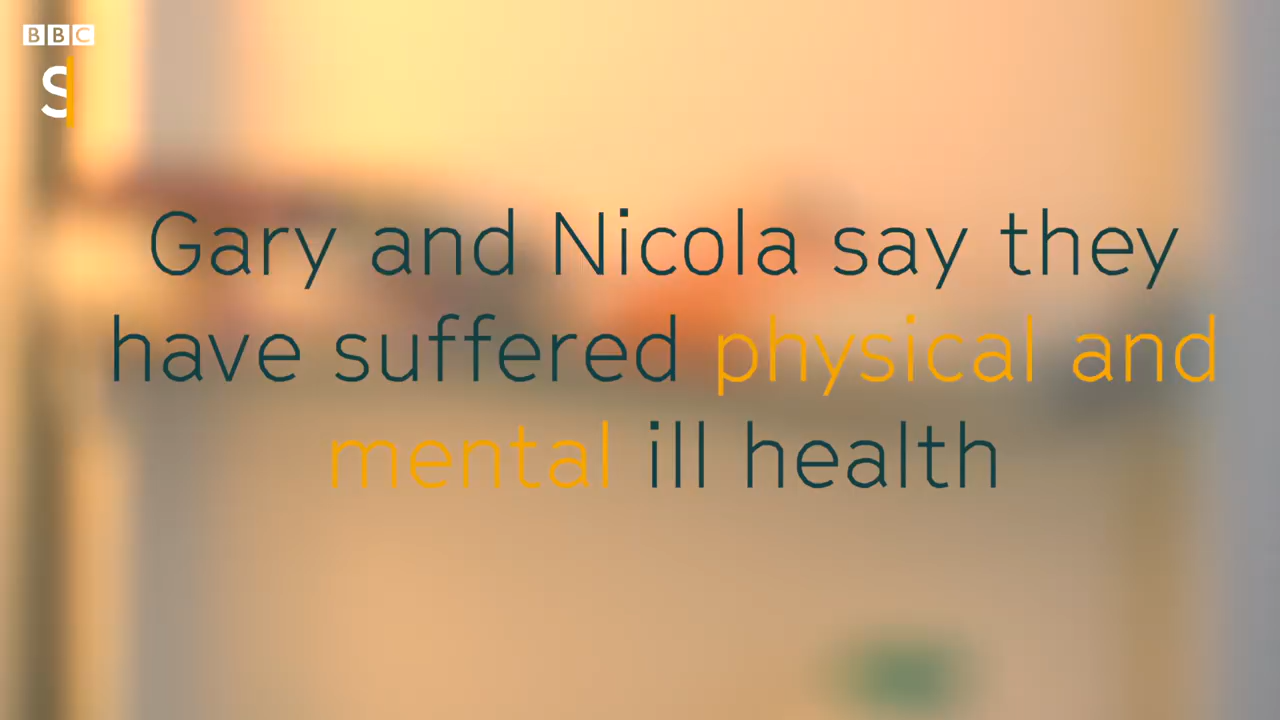 BBC
S
Gary and Nicola say they
have suffered physical and
mental ill health